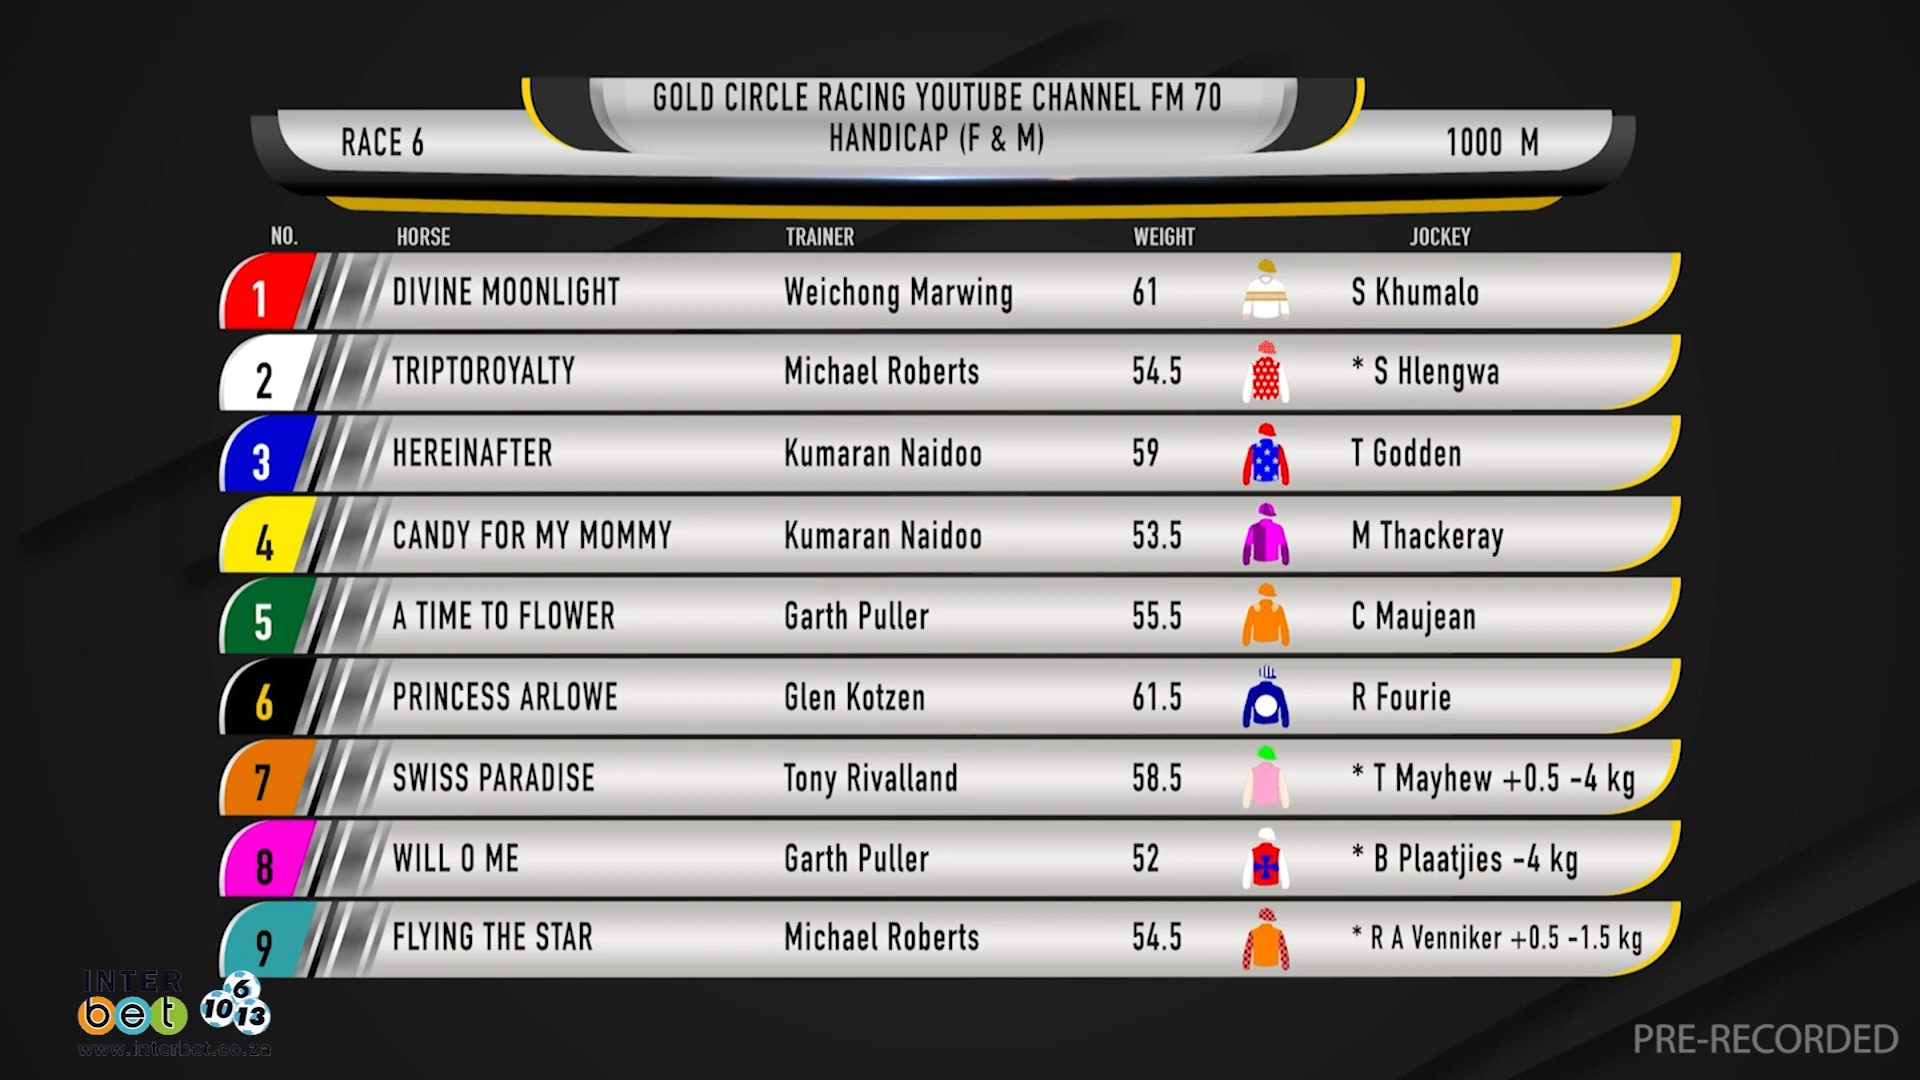 GOLD CIRCLE RACING YOUTUBE CHANNEL FM 70
HANDICAP (F & M)
RACE 6
1000 M
NO. HORSE TRAINER WEIGHT JOCKEY
1 DIVINE MOONLIGHT Weichong Marwing 61 S Khumalo
2 TRIPTOROYALTY Michael Roberts 54.5 * S Hlengwa
3 HEREINAFTER Kumaran Naidoo 59 T Godden
4 CANDY FOR MY MOMMY Kumaran Naidoo 53.5 M Thackeray
5 A TIME TO FLOWER Garth Puller 55.5 C Maujean
6 PRINCESS ARLOWE Glen Kotzen 61.5 R Fourie
7 SWISS PARADISE Tony Rivalland 58.5 * T Mayhew +0.5 -4 kg
8 WILL O ME Garth Puller 52 * B Plaatjies -4 kg
9 FLYING THE STAR Michael Roberts 54.5 * R A Venniker +0.5 -1.5 kg
INTER
bet
6
10 13
www.interbet.co.za
PRE-RECORDED